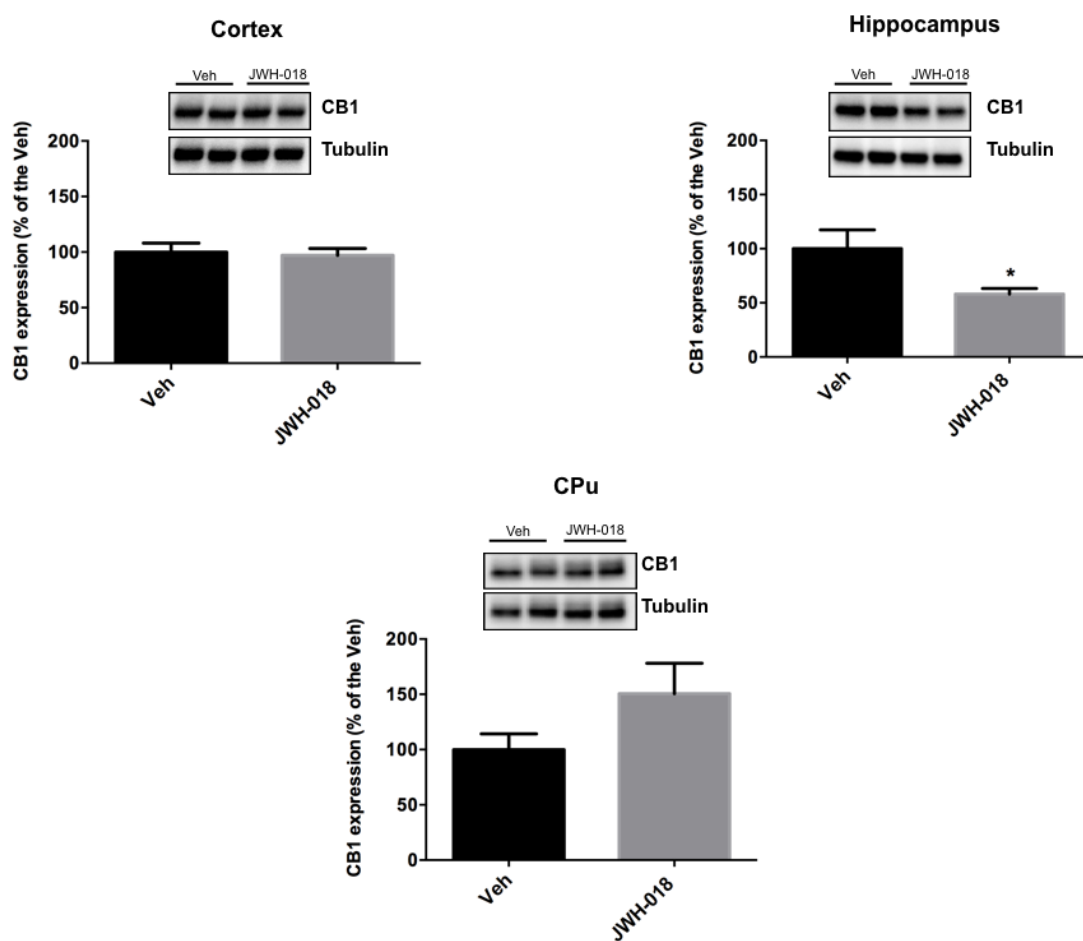 Cortex
Veh JWH-018
CB1
Tubulin
CB1 expression (% of the Veh)
200
150
100
50
0
Veh
JWH-018
Hippocampus
Veh JWH-018
CB1
Tubulin
CB1 expression (% of the Veh)
200
150
100
50
0
*
Veh
JWH-018
CPu
Veh JWH-018
CB1
Tubulin
CB1 expression (% of the Veh)
200
150
100
50
0
Veh
JWH-018